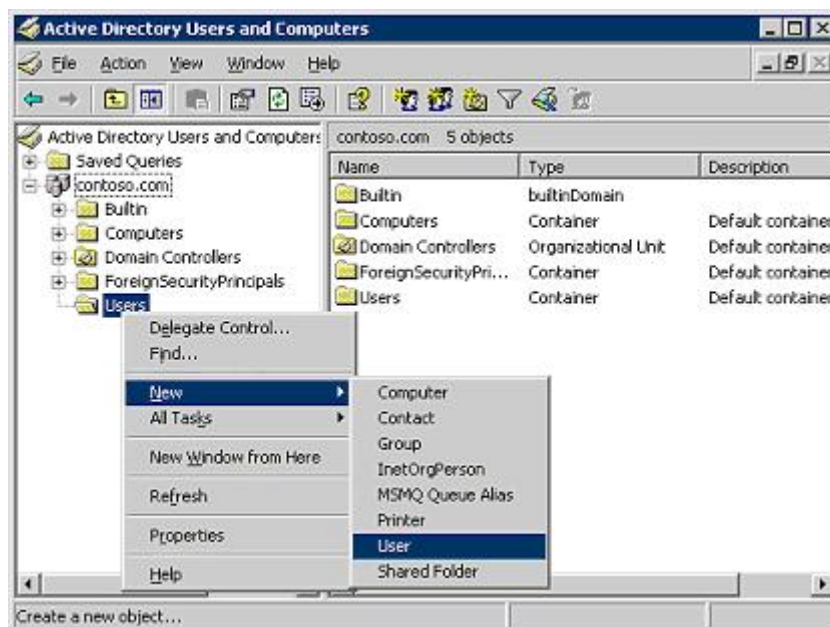 Active Directory Users and Computers
File Action View Window Help
Active Directory Users and Computers
Saved Queries
contoso.com
Builtin
Computers
Domain Controllers
ForeignSecurityPrincipals
Users
contoso.com 5 objects
Name Type Description
Builtin builtinDomain
Computers Container Default container
Domain Controllers Organizational Unit Default container
ForeignSecurityPri... Container Default container
Users Container Default container
Delegate Control...
Find...
New
All Tasks
New Window from Here
Refresh
Properties
Help
Computer
Contact
Group
InetOrgPerson
MSMQ Queue Alias
Printer
User
Shared Folder
Create a new object...